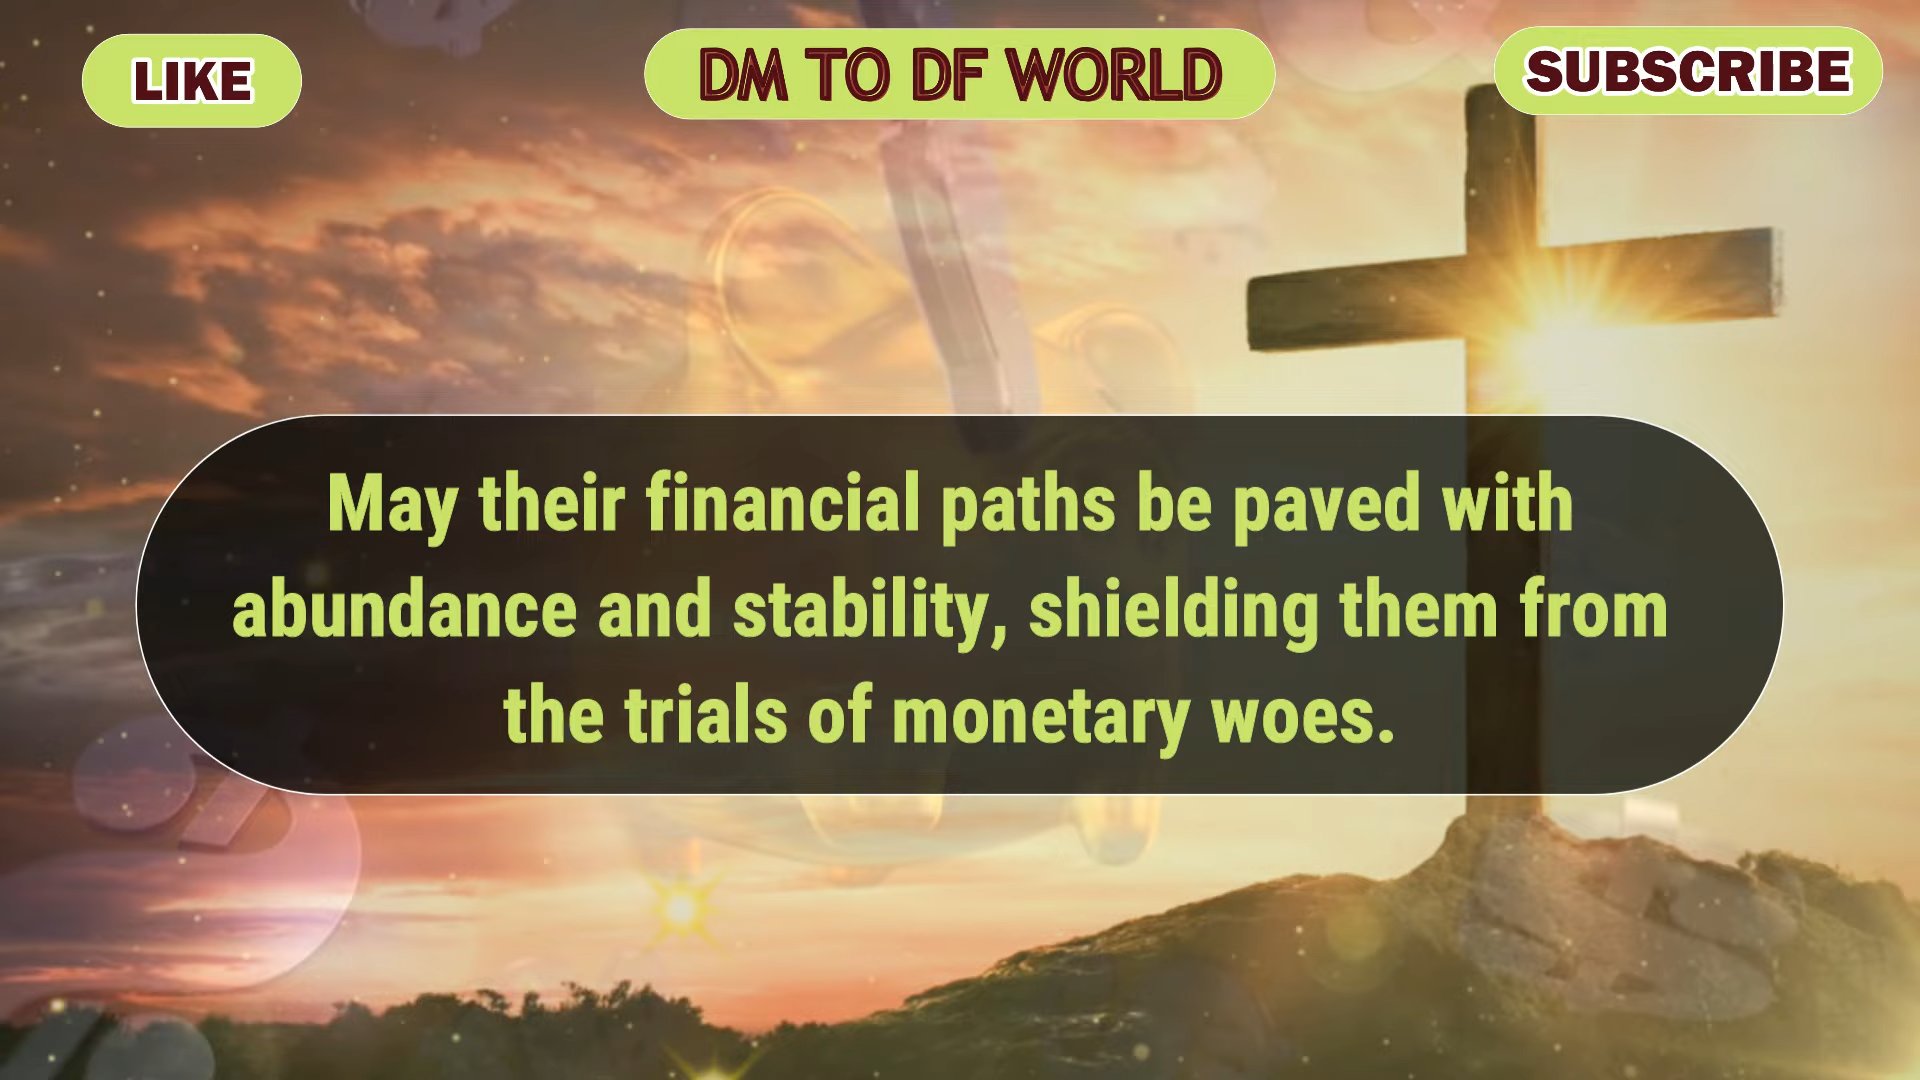 LIKE
DM TO DF WORLD
SUBSCRIBE
May their financial paths be paved with
abundance and stability, shielding them from
the trials of monetary woes.